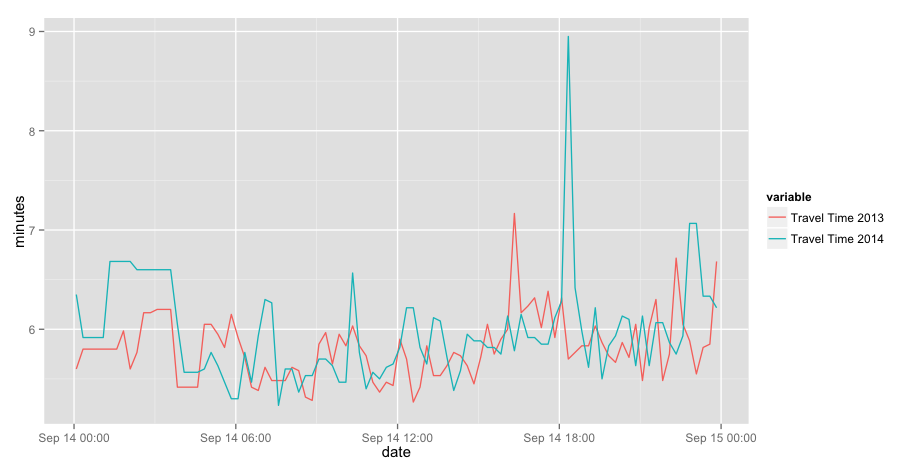 9
8
7
6
minutes
Sep 14 00:00
Sep 14 06:00
Sep 14 12:00
Sep 14 18:00
Sep 15 00:00
date
variable
Travel Time 2013
Travel Time 2014